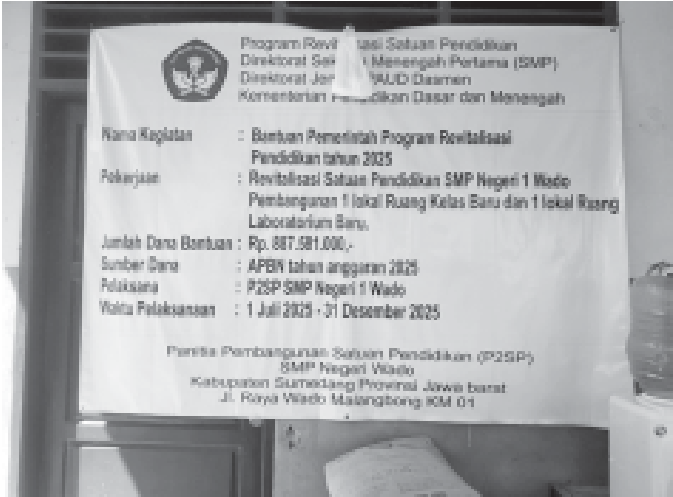 Program Revitalisasi Satuan Pendidikan
Direktorat Menengah Pertama (SMP)
Direktorat PAUD Dasmen
Kementerian Pendidikan Dasar dan Menengah
Nama Kegiatan : Bantuan Pemerintah Program Revitalisasi
Pendidikan tahun 2025
Pekerjaan : Revitalisasi Satuan Pendidikan SMP Negeri 1 Wado
Pembangunan 1 lokal Ruang Kelas Baru dan 1 lokal Ruang
Laboratorium Baru.
Jumlah Dana Bantuan : Rp. 887.581.000,-
Sumber Dana : APBN tahun anggaran 2025
Pelaksana : P2SP SMP Negeri 1 Wado
Waktu Pelaksanaan : 1 Juli 2025 - 31 Desember 2025
Panitia Pembangunan Satuan Pendidikan (P2SP)
SMP Negeri Wado
Kabupaten Sumedang Provinsi Jawa barat
Jl. Raya Wado Malangbong KM 01